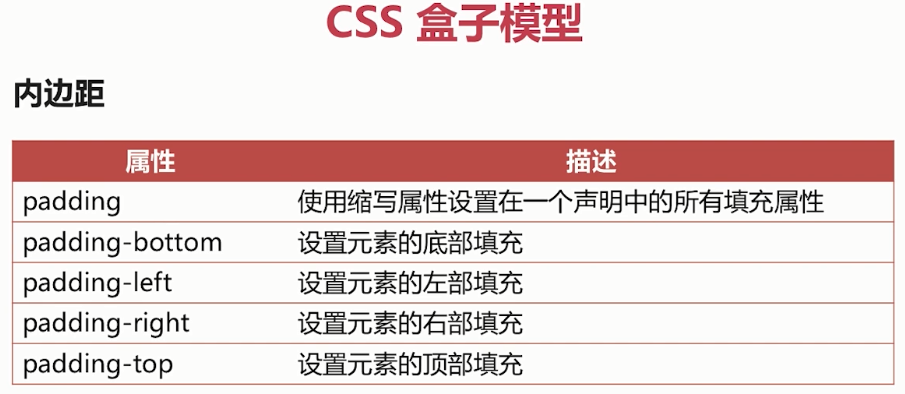 CSS 盒子模型
内边距
属性 描述
padding 使用缩写属性设置在一个声明中的所有填充属性
padding-bottom 设置元素的底部填充
padding-left 设置元素的左部填充
padding-right 设置元素的右部填充
padding-top 设置元素的顶部填充